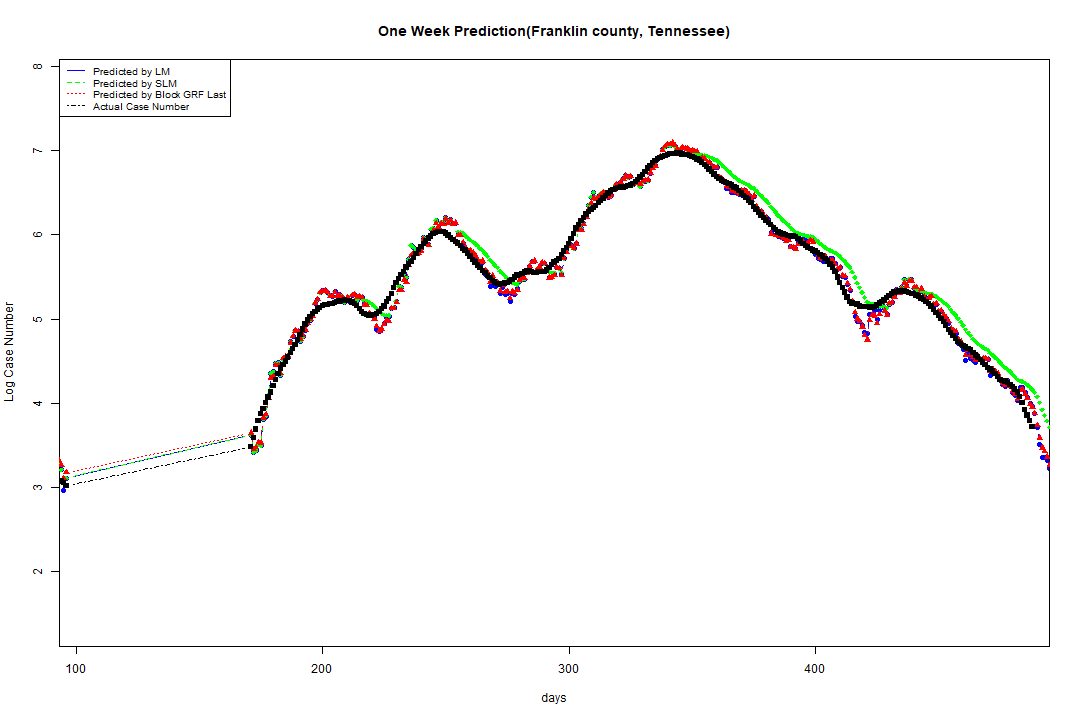 One Week Prediction(Franklin county, Tennessee)
Predicted by LM
Predicted by SLM
Predicted by Block GRF Last
Actual Case Number
8
7
6
5
4
3
2
Log Case Number
100 200 300 400
days